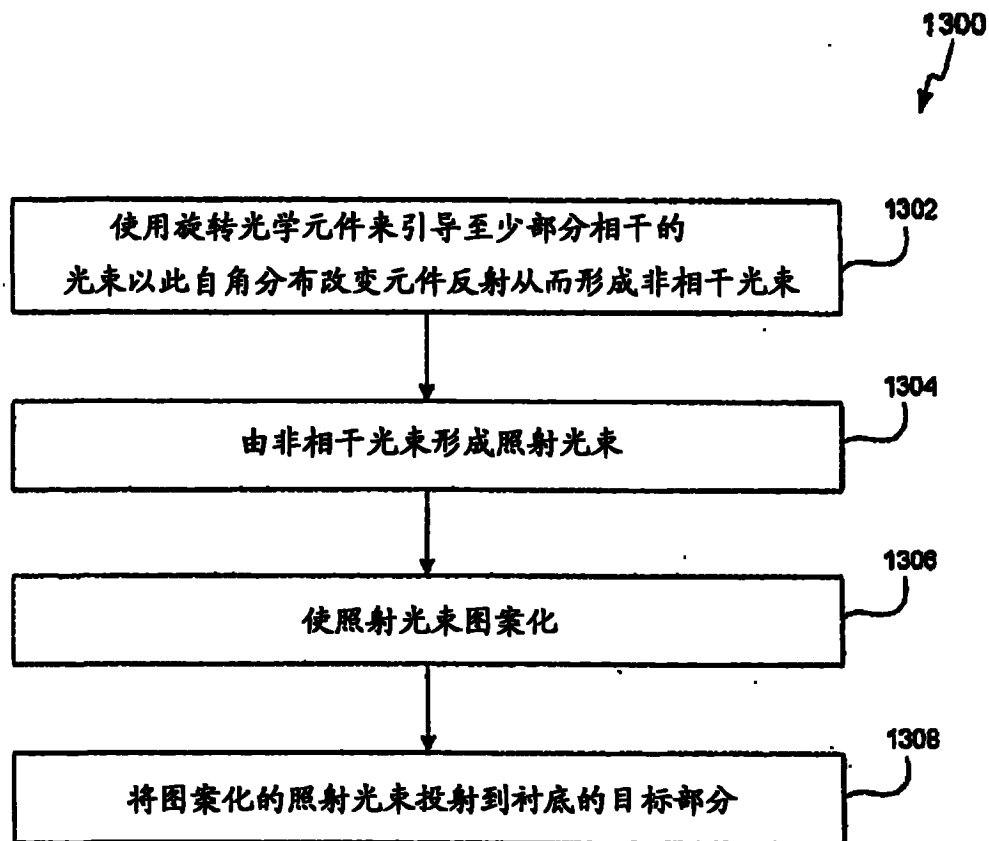 1300
使用旋转光学元件来引导至少部分相干的
1302
光束以此自角分布改变元件反射从而形成非相干光束
1304
由非相干光束形成照射光束
1306
使照射光束图案化
1308
将图案化的照射光束投射到衬底的目标部分